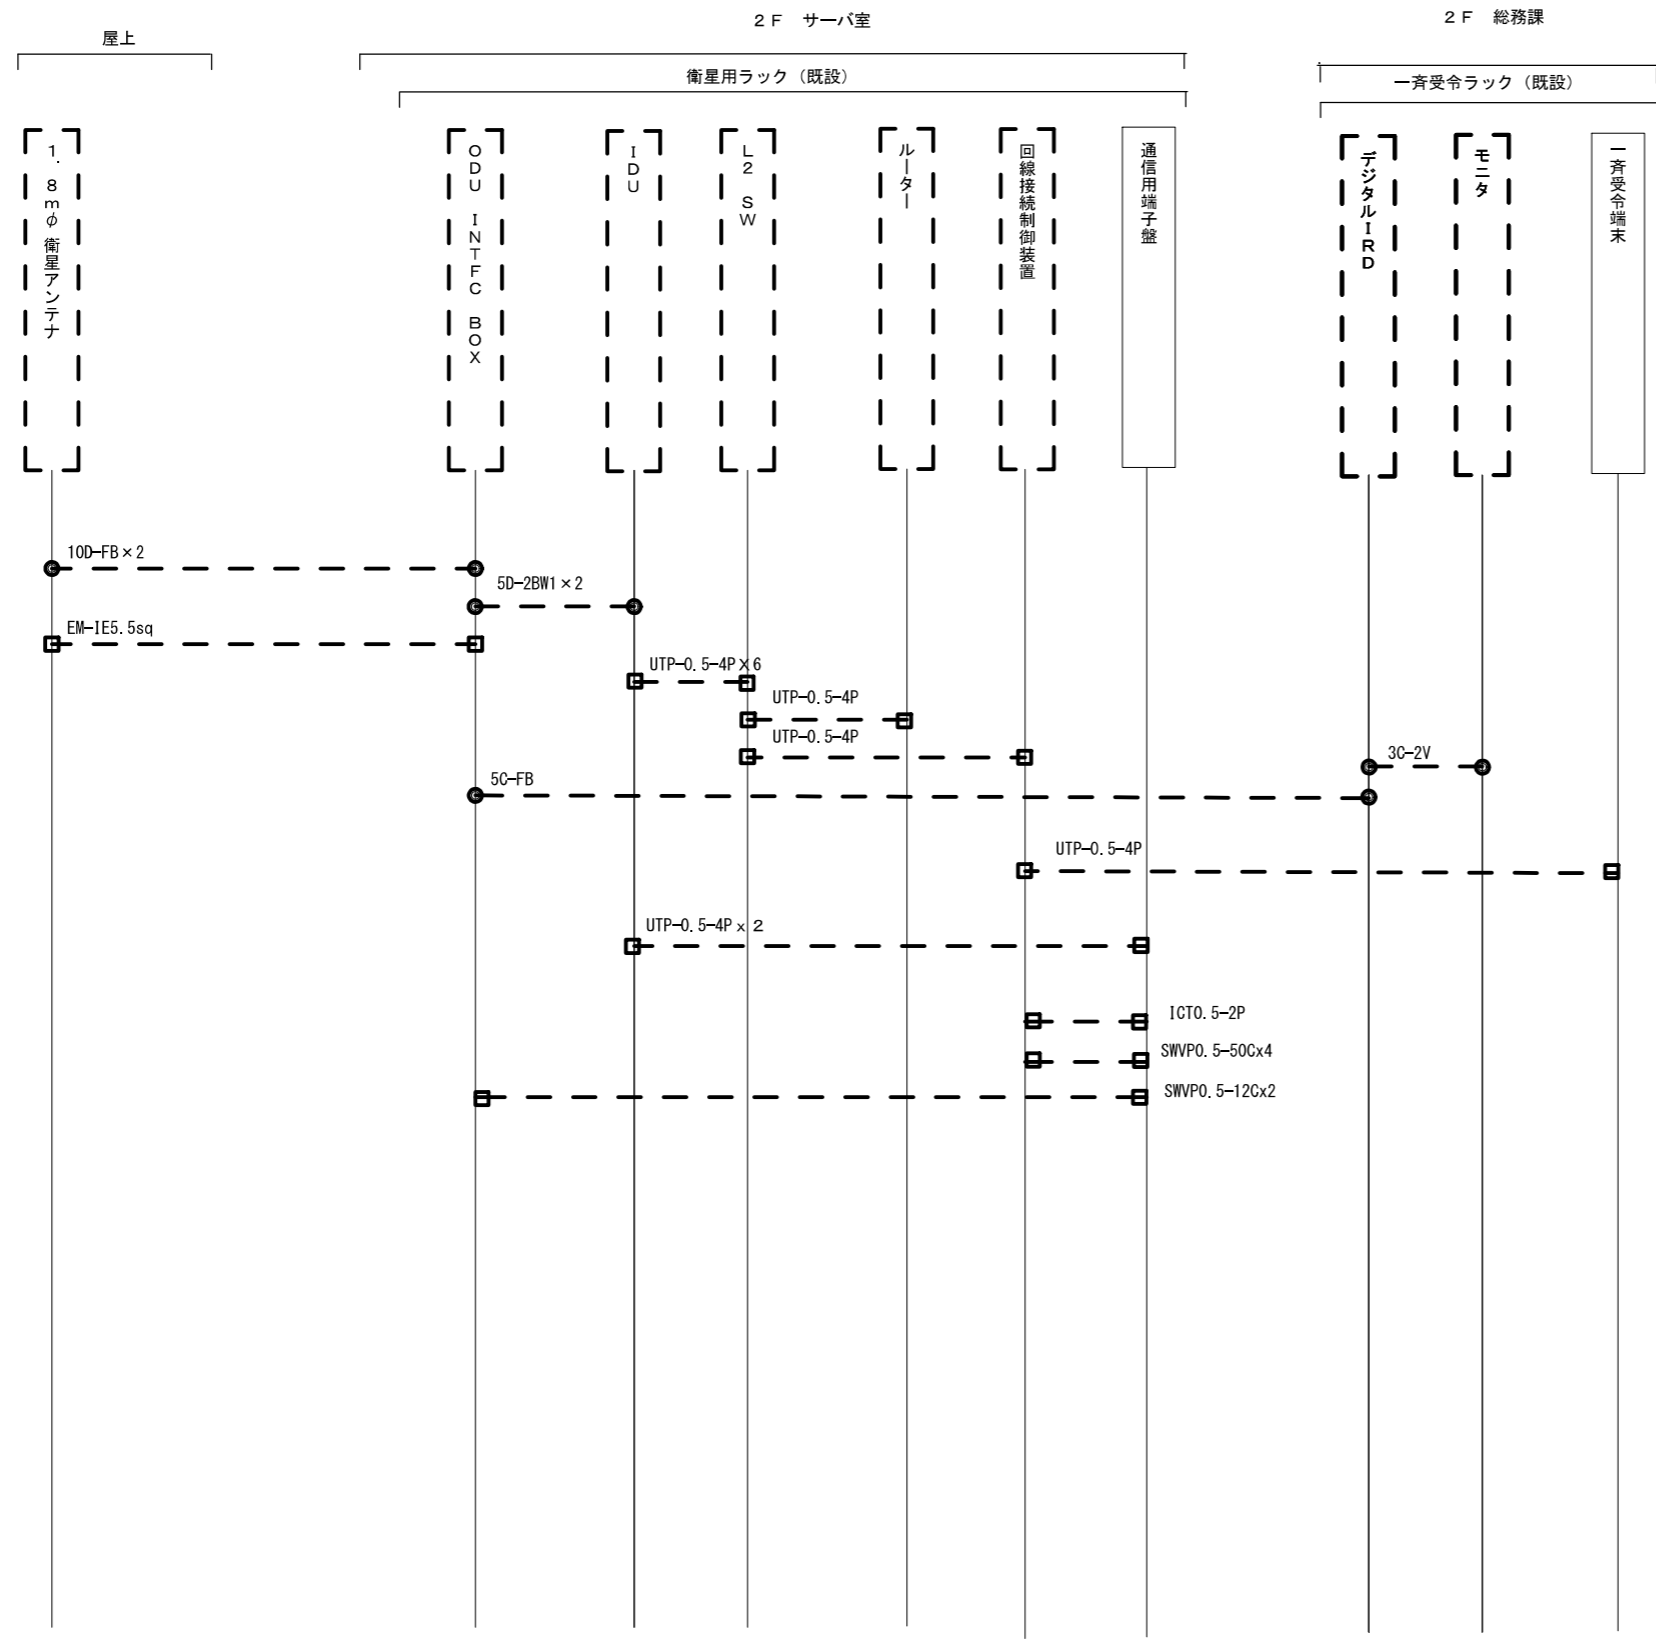 屋上
２Ｆ　サーバ室
２Ｆ　総務課
衛星用ラック（既設）
一斉受令ラック（既設）
１．８ｍφ衛星アンテナ
ＯＤＵ　ＩＮＴＦＣ　ＢＯＸ
ＩＤＵ
Ｌ２　ＳＷ
ルーター
回線接続制御装置
通信用端子盤
デジタルＩＲＤ
モニタ
一斉受令端末
10D-FB×2
5D-2BW1×2
EM-IE5.5sq
UTP-0.5-4P×6
UTP-0.5-4P
UTP-0.5-4P
3C-2V
5C-FB
UTP-0.5-4P
UTP-0.5-4P×２
ICT0.5-2P
SWVP0.5-50Cx4
SWVP0.5-12Cx2